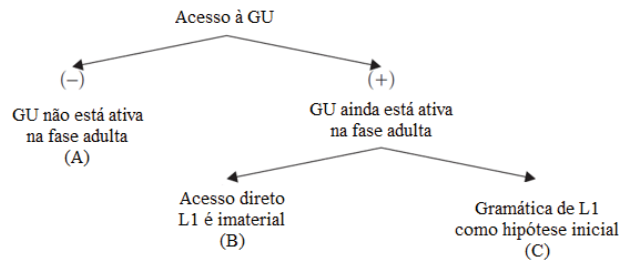 Acesso à GU
(−)
(+)
GU não está ativa
na fase adulta
(A)
GU ainda está ativa
na fase adulta
Acesso direto
L1 é imaterial
(B)
Gramática de L1
como hipótese inicial
(C)